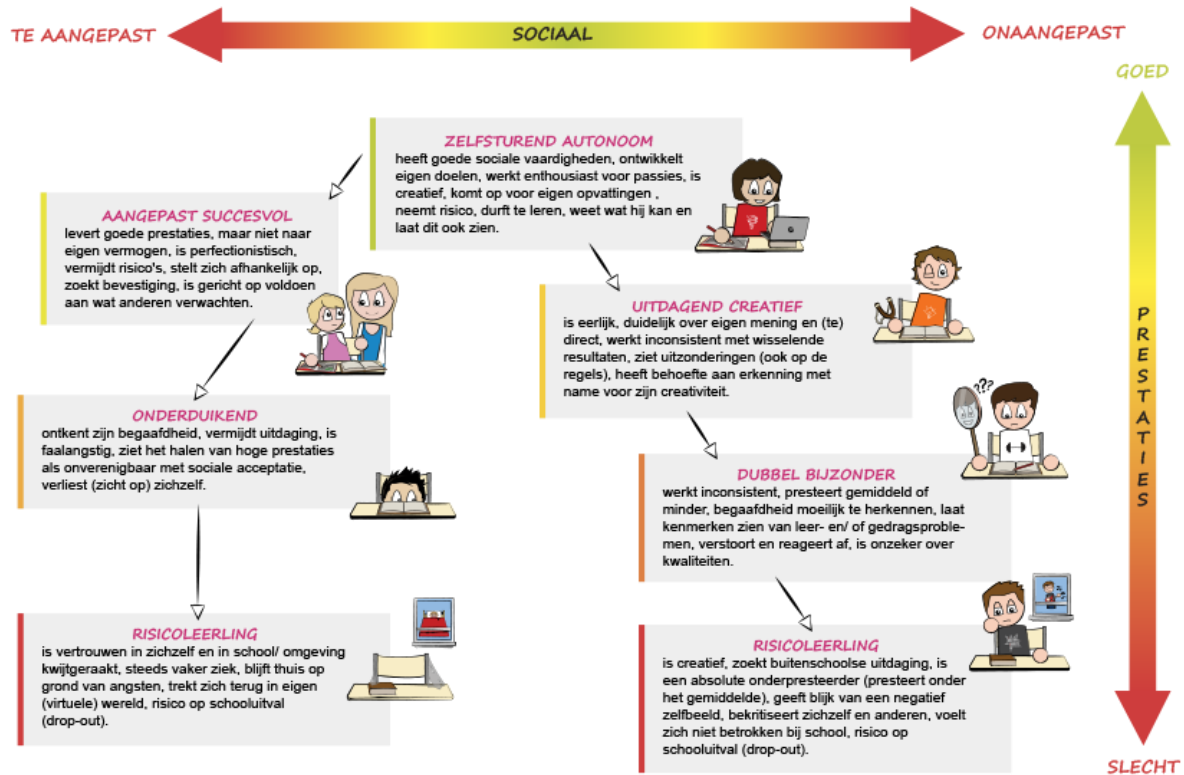 TE AANGEPAST
SOCIAAL
ONAANGEPAST
GOED
ZELFSTUREND AUTONOOM
heeft goede sociale vaardigheden, ontwikkelt
eigen doelen, werkt enthousiast voor passies, is
creatief, komt op voor eigen opvattingen ,
neemt risico, durft te leren, weet wat hij kan en
laat dit ook zien.
AANGEPAST SUCCESVOL
levert goede prestaties, maar niet naar
eigen vermogen, is perfectionistisch,
vermijdt risico's, stelt zich afhankelijk op,
zoekt bevestiging, is gericht op voldoen
aan wat anderen verwachten.
UITDAGEND CREATIEF
is eerlijk, duidelijk over eigen mening en (te)
direct, werkt inconsistent met wisselende
resultaten, ziet uitzonderingen (ook op de
regels), heeft behoefte aan erkenning met
name voor zijn creativiteit.
PRESTATIES
ONDERDUIKEND
ontkent zijn begaafdheid, vermijdt uitdaging, is
faalangstig, ziet het halen van hoge prestaties
als onverenigbaar met sociale acceptatie,
verliest (zicht op) zichzelf.
???
DUBBEL BIJZONDER
werkt inconsistent, presteert gemiddeld of
minder, begaafdheid moeilijk te herkennen, laat
kenmerken zien van leer- en/ of gedragsproble-
men, verstoort en reageert af, is onzeker over
kwaliteiten.
RISICOLEERLING
is vertrouwen in zichzelf en in school/ omgeving
kwijtgeraakt, steeds vaker ziek, blijft thuis op
grond van angsten, trekt zich terug in eigen
(virtuele) wereld, risico op schooluitval
(drop-out).
RISICOLEERLING
is creatief, zoekt buitenschoolse uitdaging, is
een absolute onderpresteerder (presteert onder
het gemiddelde), geeft blijk van een negatief
zelfbeeld, bekritiseert zichzelf en anderen, voelt
zich niet betrokken bij school, risico op
schooluitval (drop-out).
SLECHT